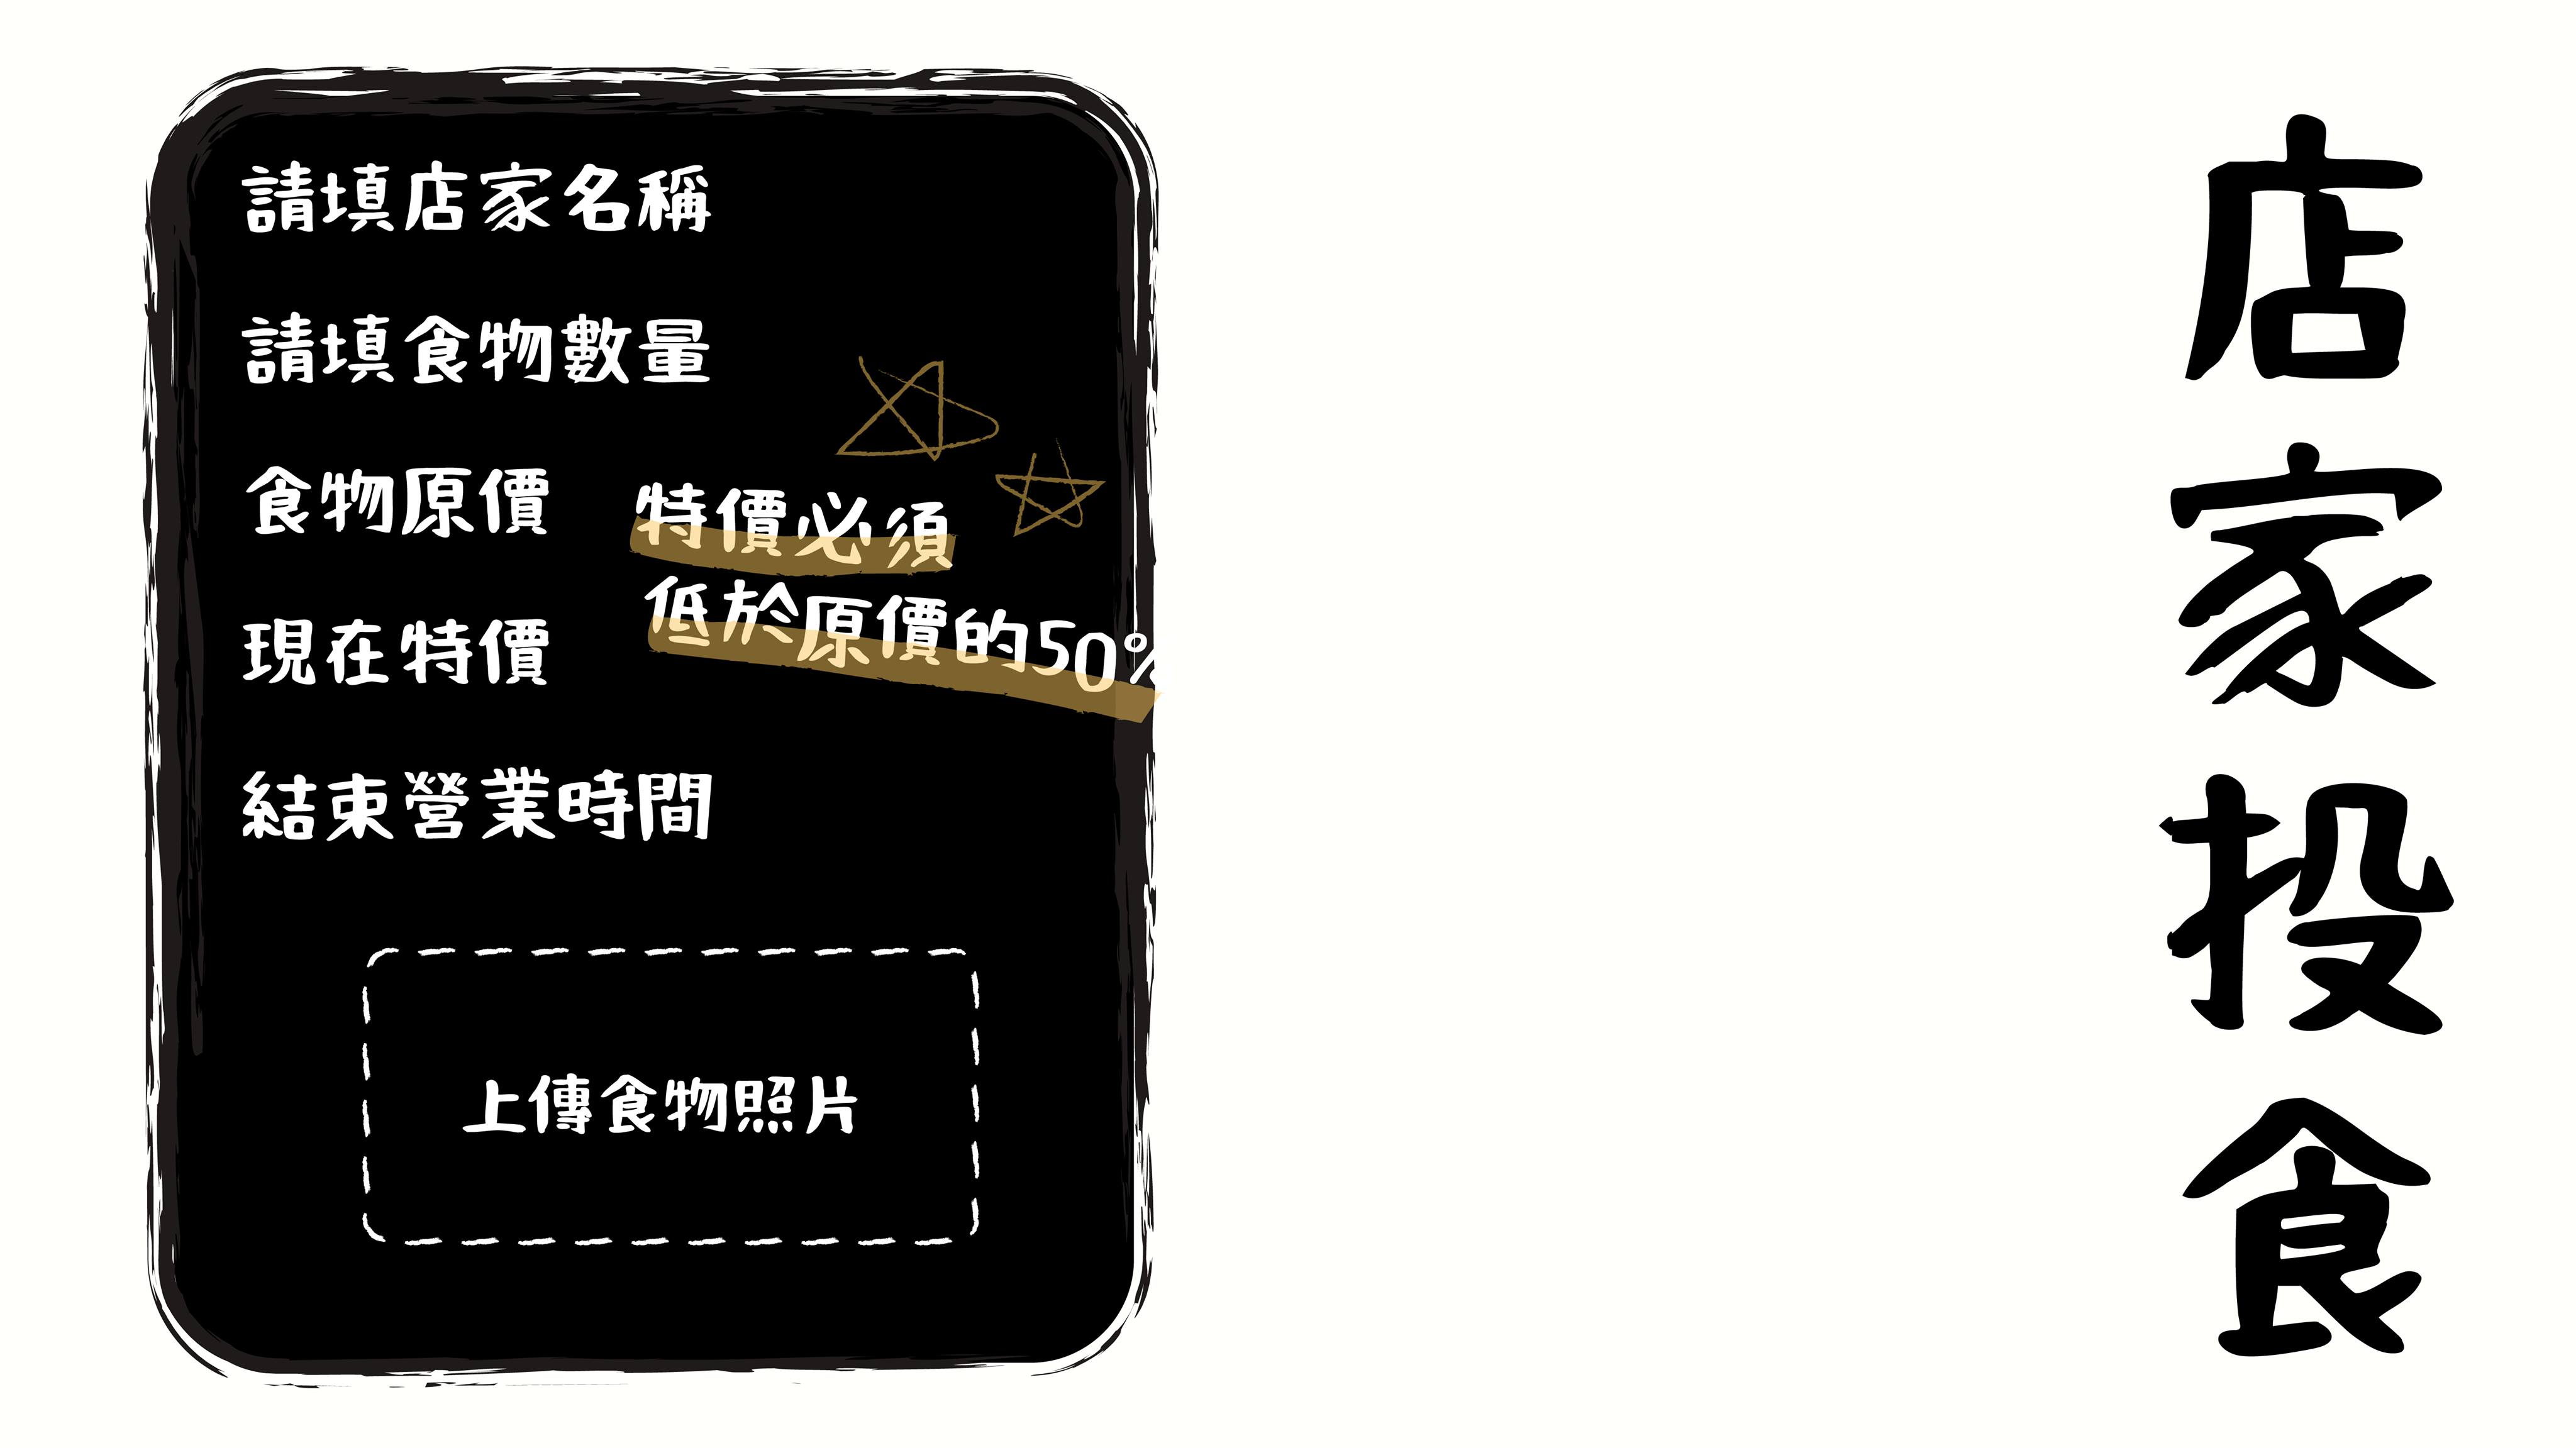 請填店家名稱
請填食物數量
食物原價
特價必須
低於原價的50%
現在特價
結束營業時間
上傳食物照片
店家投食